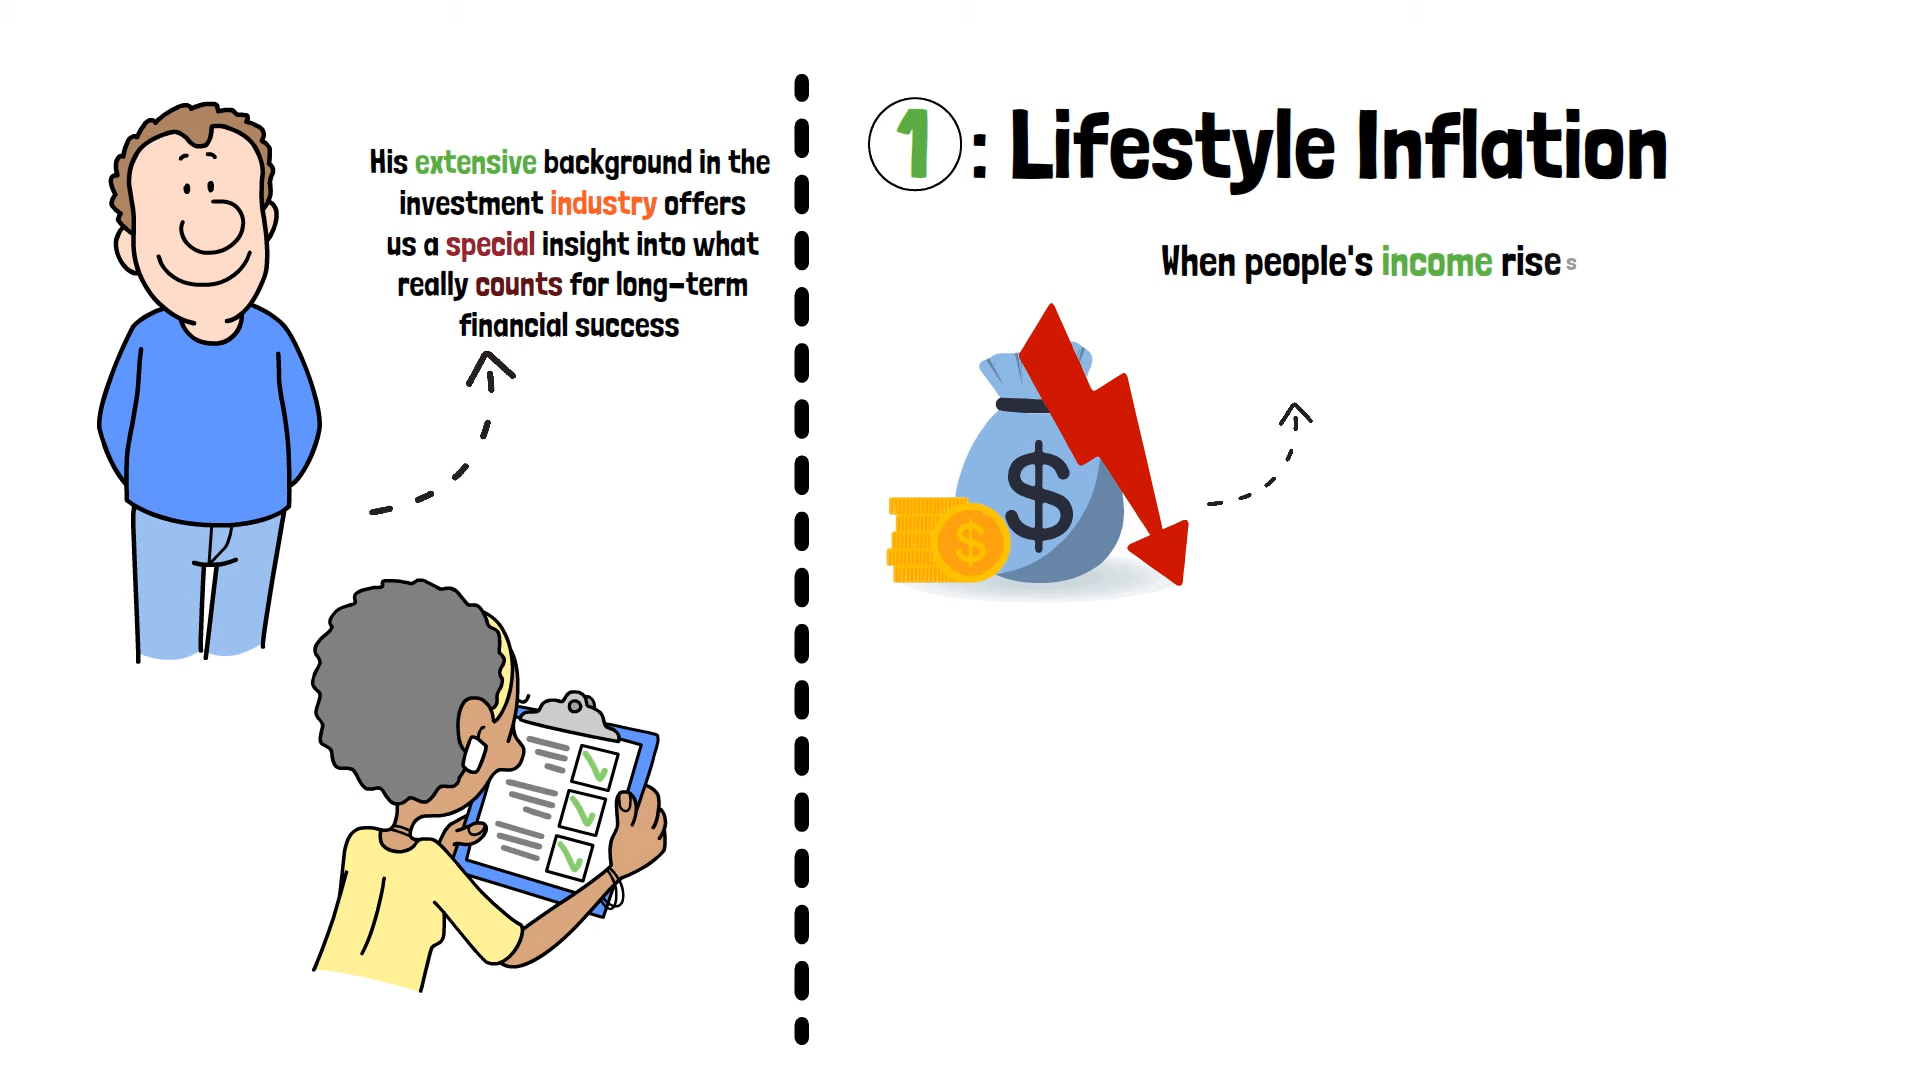 His extensive background in the
investment industry offers
us a special insight into what
really counts for long-term
financial success
1: Lifestyle Inflation
When people's income rises
$
$